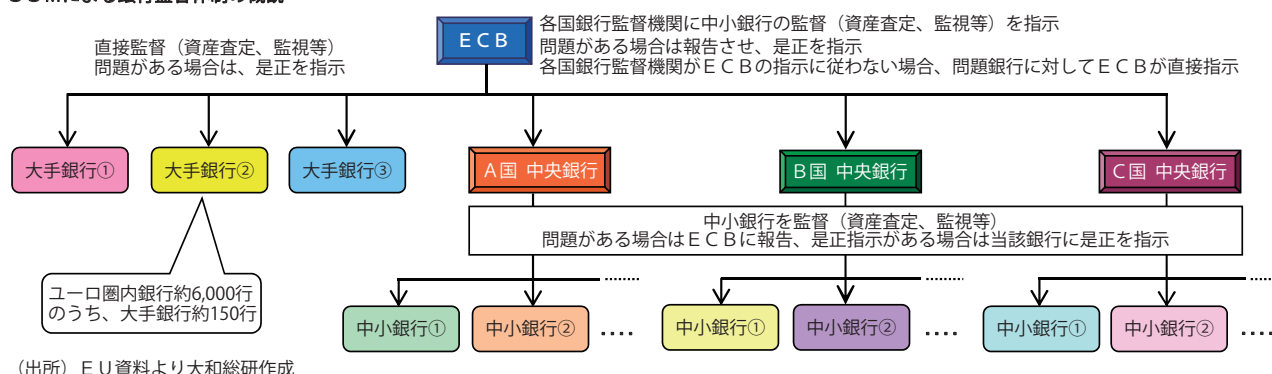 ＳＳＭによる銀行監督体制の概観
ＥＣＢ
各国銀行監督機関に中小銀行の監督（資産査定、監視等）を指示
問題がある場合は報告させ、是正を指示
各国銀行監督機関がＥＣＢの指示に従わない場合、問題銀行に対してＥＣＢが直接指示
直接監督（資産査定、監視等）
問題がある場合は、是正を指示
大手銀行①
大手銀行②
大手銀行③
Ａ国 中央銀行
Ｂ国 中央銀行
Ｃ国 中央銀行
中小銀行を監督（資産査定、監視等）
問題がある場合はＥＣＢに報告、是正指示がある場合は当該銀行に是正を指示
ユーロ圏内銀行約6,000行
のうち、大手銀行約150行
中小銀行①
中小銀行②
‥‥
中小銀行①
中小銀行②
‥‥
中小銀行①
中小銀行②
‥‥
（出所）ＥＵ資料より大和総研作成